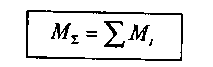 M_Σ = ∑ M_i